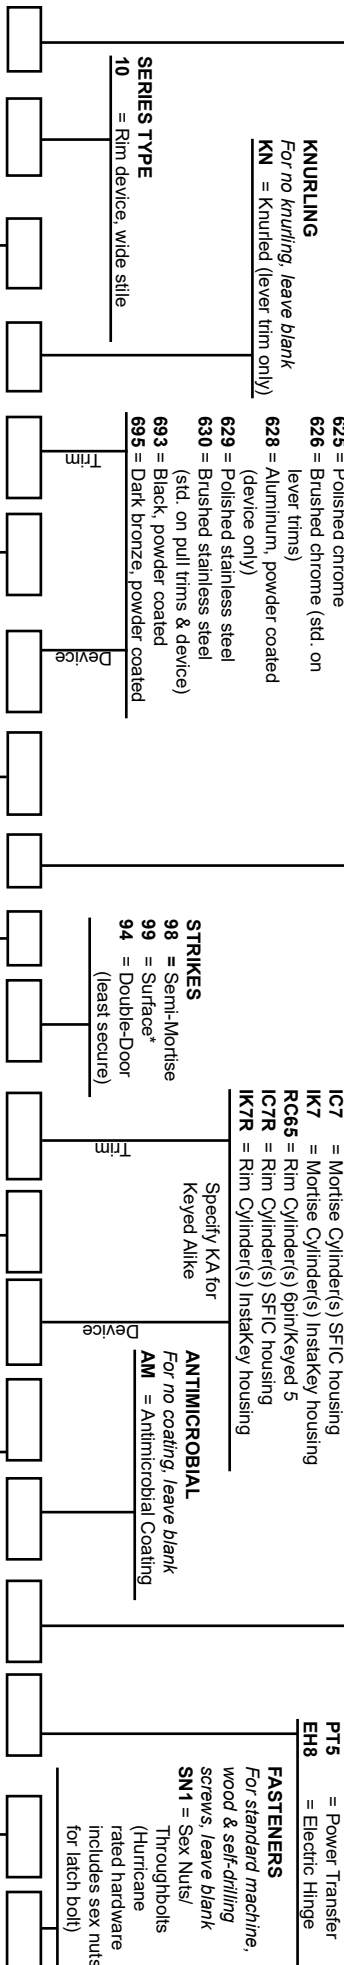 SERIES TYPE
10 = Rim device, wide stile
KNURLING
For no knurling, leave blank
KN = Knurled (lever trim only)
625 = Polished chrome
626 = Brushed chrome (std. on
lever trims)
628 = Aluminum, powder coated
(device only)
629 = Polished stainless steel
630 = Brushed stainless steel
(std. on pull trims & device)
693 = Black, powder coated
695 = Dark bronze, powder coated
Trim
Device
STRIKES
98 = Semi-Mortise
99 = Surface*
94 = Double-Door
(least secure)
IC7 = Mortise Cylinder(s) SFIC housing
IK7 = Mortise Cylinder(s) InstaKey housing
RC65 = Rim Cylinder(s) 6pin/Keyed 5
IC7R = Rim Cylinder(s) SFIC housing
IK7R = Rim Cylinder(s) InstaKey housing
Trim
Specify KA for
Keyed Alike
Device
ANTIMICROBIAL
For no coating, leave blank
AM = Antimicrobial Coating
PT5 = Power Transfer
EH8 = Electric Hinge
FASTENERS
For standard machine,
wood & self-drilling
screws, leave blank
SN1 = Sex Nuts/
Throughbolts
(Hurricane
rated hardware
includes sex nuts
for latch bolt)